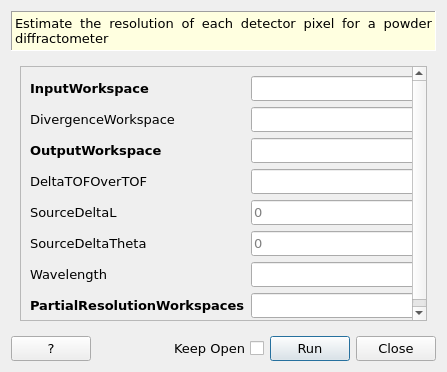 Estimate the resolution of each detector pixel for a powder
diffractometer
InputWorkspace
DivergenceWorkspace
OutputWorkspace
DeltaTOFOverTOF
SourceDeltaL 0
SourceDeltaTheta 0
Wavelength
PartialResolutionWorkspaces
? Keep Open Run Close